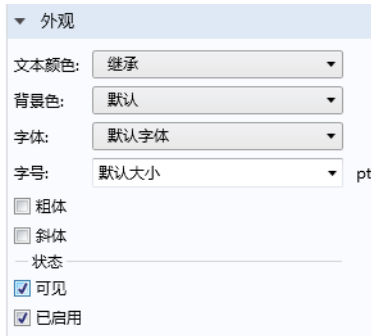 外观
文本颜色: 继承
背景色: 默认
字体: 默认字体
字号: 默认大小 pt
粗体
斜体
状态
可见
已启用